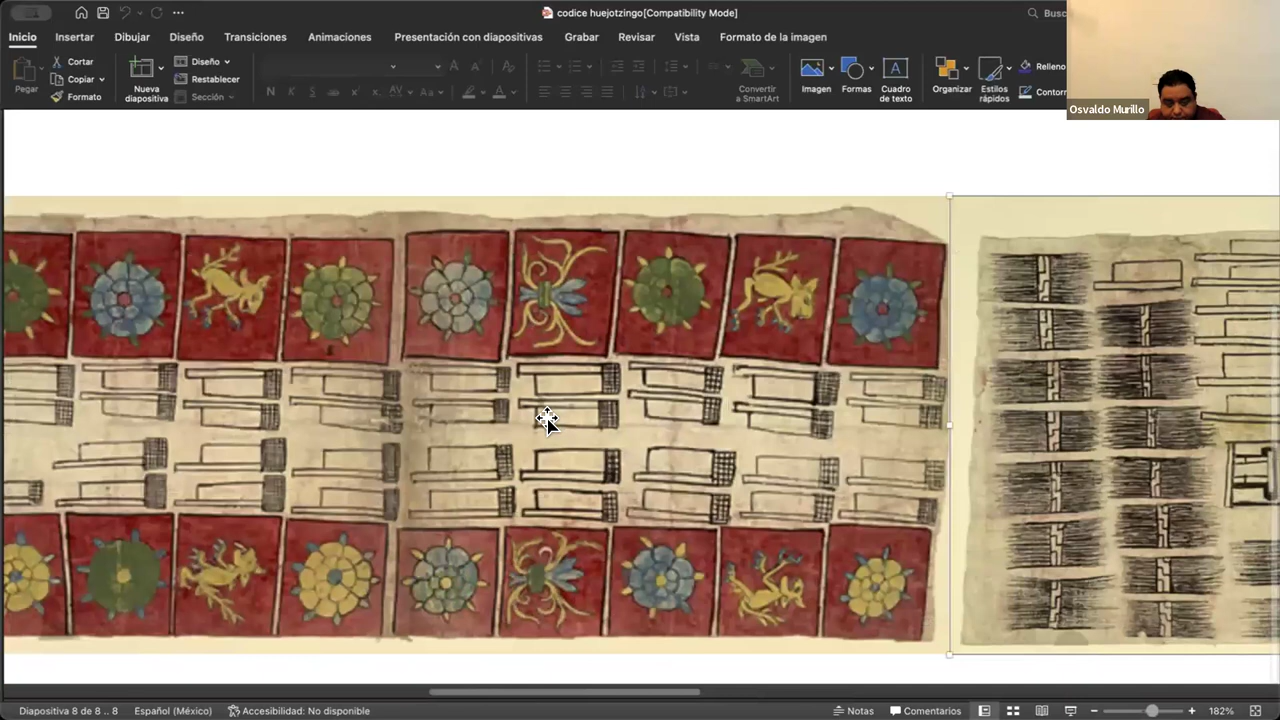 codice huejotzingo[Compatibility Mode]
Busc
Inicio Insertar Dibujar Diseño Transiciones Animaciones Presentación con diapositivas Grabar Revisar Vista Formato de la imagen
Pegar
Cortar
Copiar
Formato
Nueva
diapositiva
Diseño
Restablecer
Sección
N K S
Aa
Convertir
a SmartArt
Imagen
Formas
Cuadro
de texto
Organizar
Estilos
rápidos
Relleno
Contorn
Osvaldo Murillo
Diapositiva 8 de 8 .. 8 Español (México) Accesibilidad: No disponible Notas Comentarios 182%